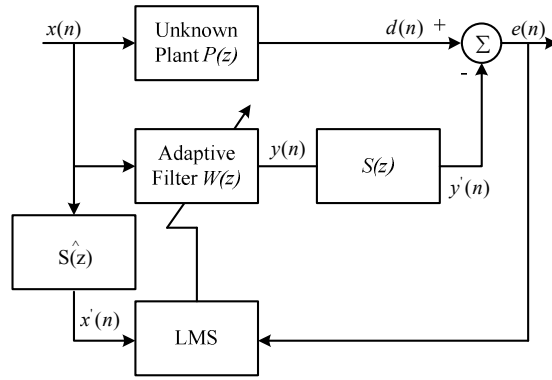 x(n)
Unknown
Plant P(z)
d(n) +
Σ
e(n)
-
Adaptive
Filter W(z)
y(n)
S(z)
y'(n)
Ŝ(z)
x'(n)
LMS